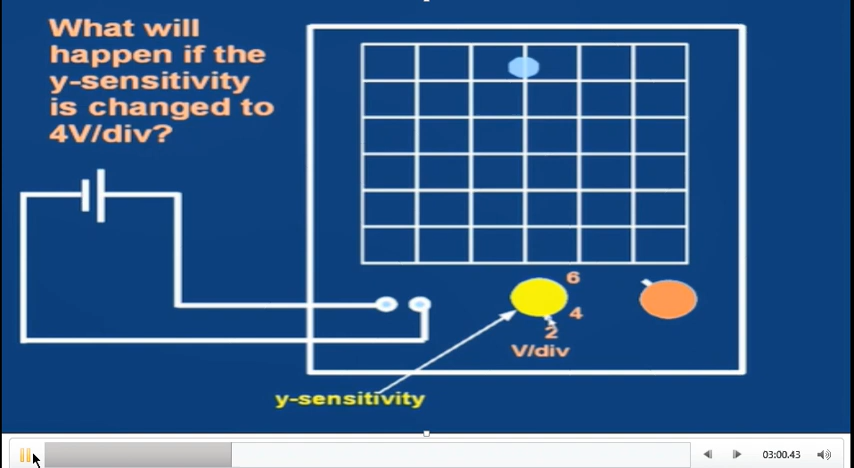 What will
happen if the
y-sensitivity
is changed to
4V/div?
6
4
2
V/div
y-sensitivity
03:00.43